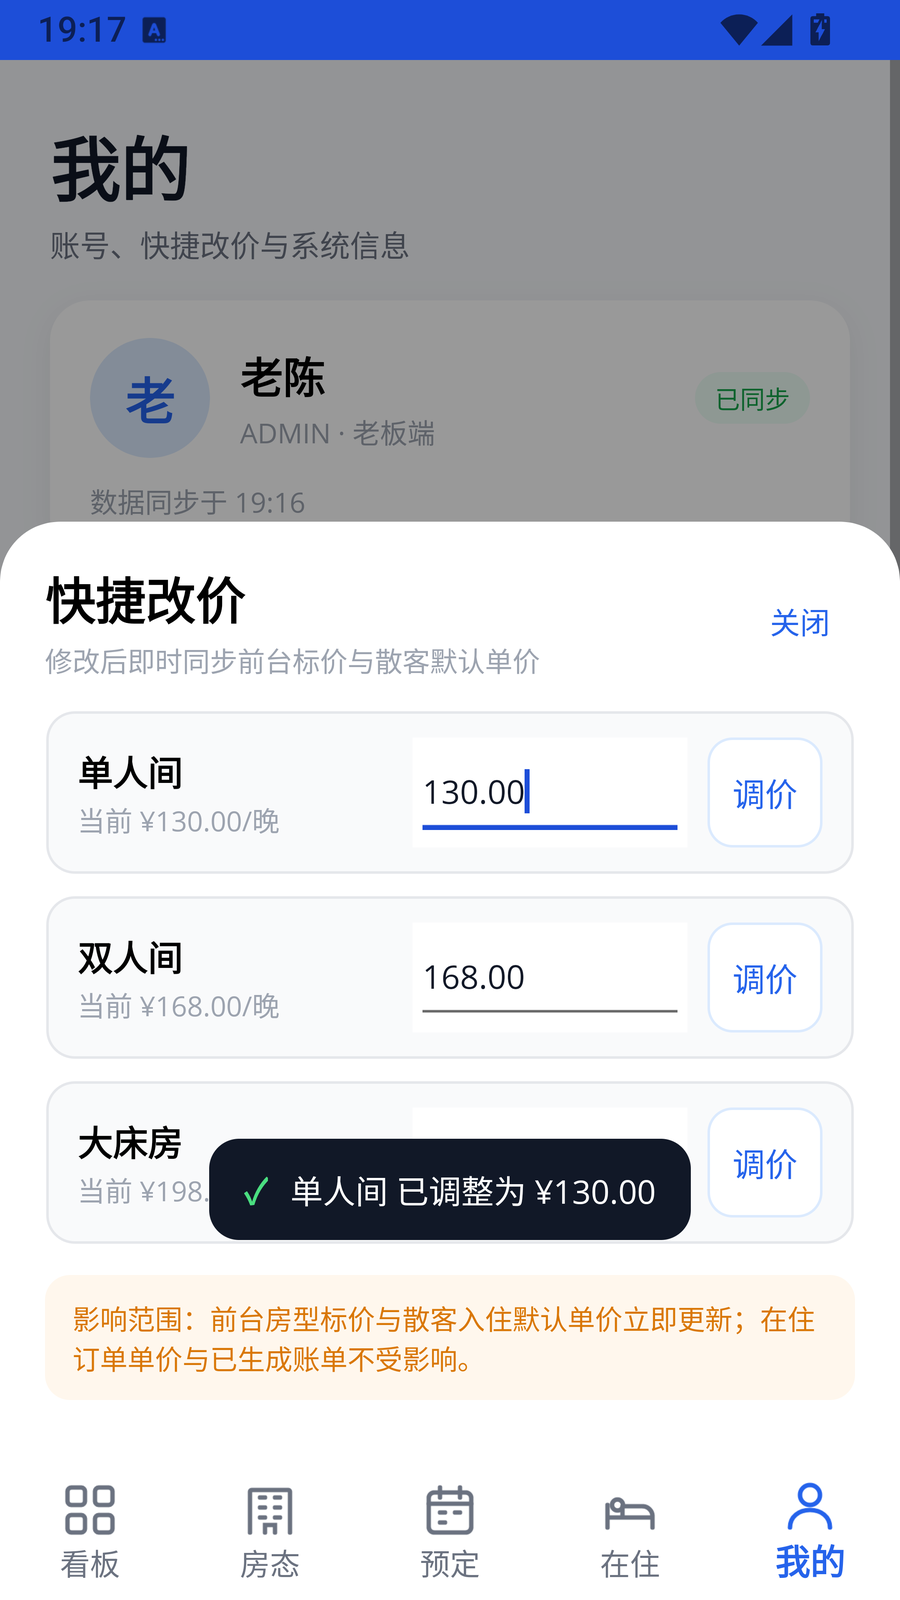 19:17
我的
账号、快捷改价与系统信息
老
老陈
ADMIN · 老板端
已同步
数据同步于 19:16
快捷改价
修改后即时同步前台标价与散客默认单价
关闭
单人间
当前 ¥130.00/晚
130.00
调价
双人间
当前 ¥168.00/晚
168.00
调价
大床房
当前 ¥198.
调价
✓ 单人间 已调整为 ¥130.00
影响范围：前台房型标价与散客入住默认单价立即更新；在住
订单单价与已生成账单不受影响。
看板
房态
预定
在住
我的